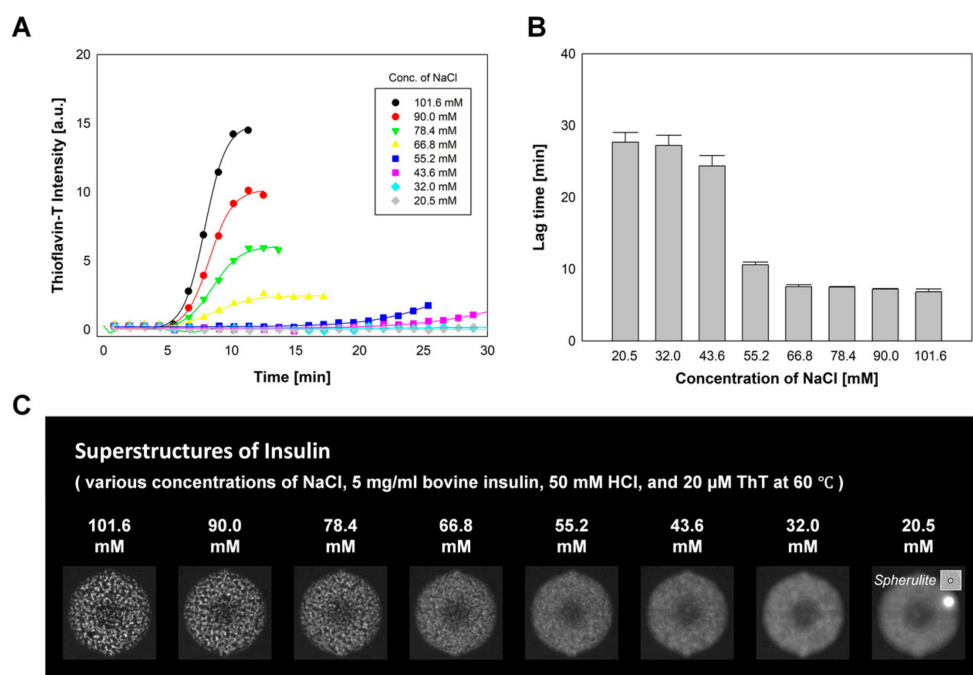 A
Thioflavin-T Intensity [a.u.]
20
15
10
5
0
0 5 10 15 20 25 30
Time [min]
Conc. of NaCl
101.6 mM
90.0 mM
78.4 mM
66.8 mM
55.2 mM
43.6 mM
32.0 mM
20.5 mM
B
Lag time [min]
40
30
20
10
0
20.5 32.0 43.6 55.2 66.8 78.4 90.0 101.6
Concentration of NaCl [mM]
C
Superstructures of Insulin
( various concentrations of NaCl, 5 mg/ml bovine insulin, 50 mM HCl, and 20 μM ThT at 60 ℃ )
101.6 90.0 78.4 66.8 55.2 43.6 32.0 20.5
mM mM mM mM mM mM mM mM
Spherulite